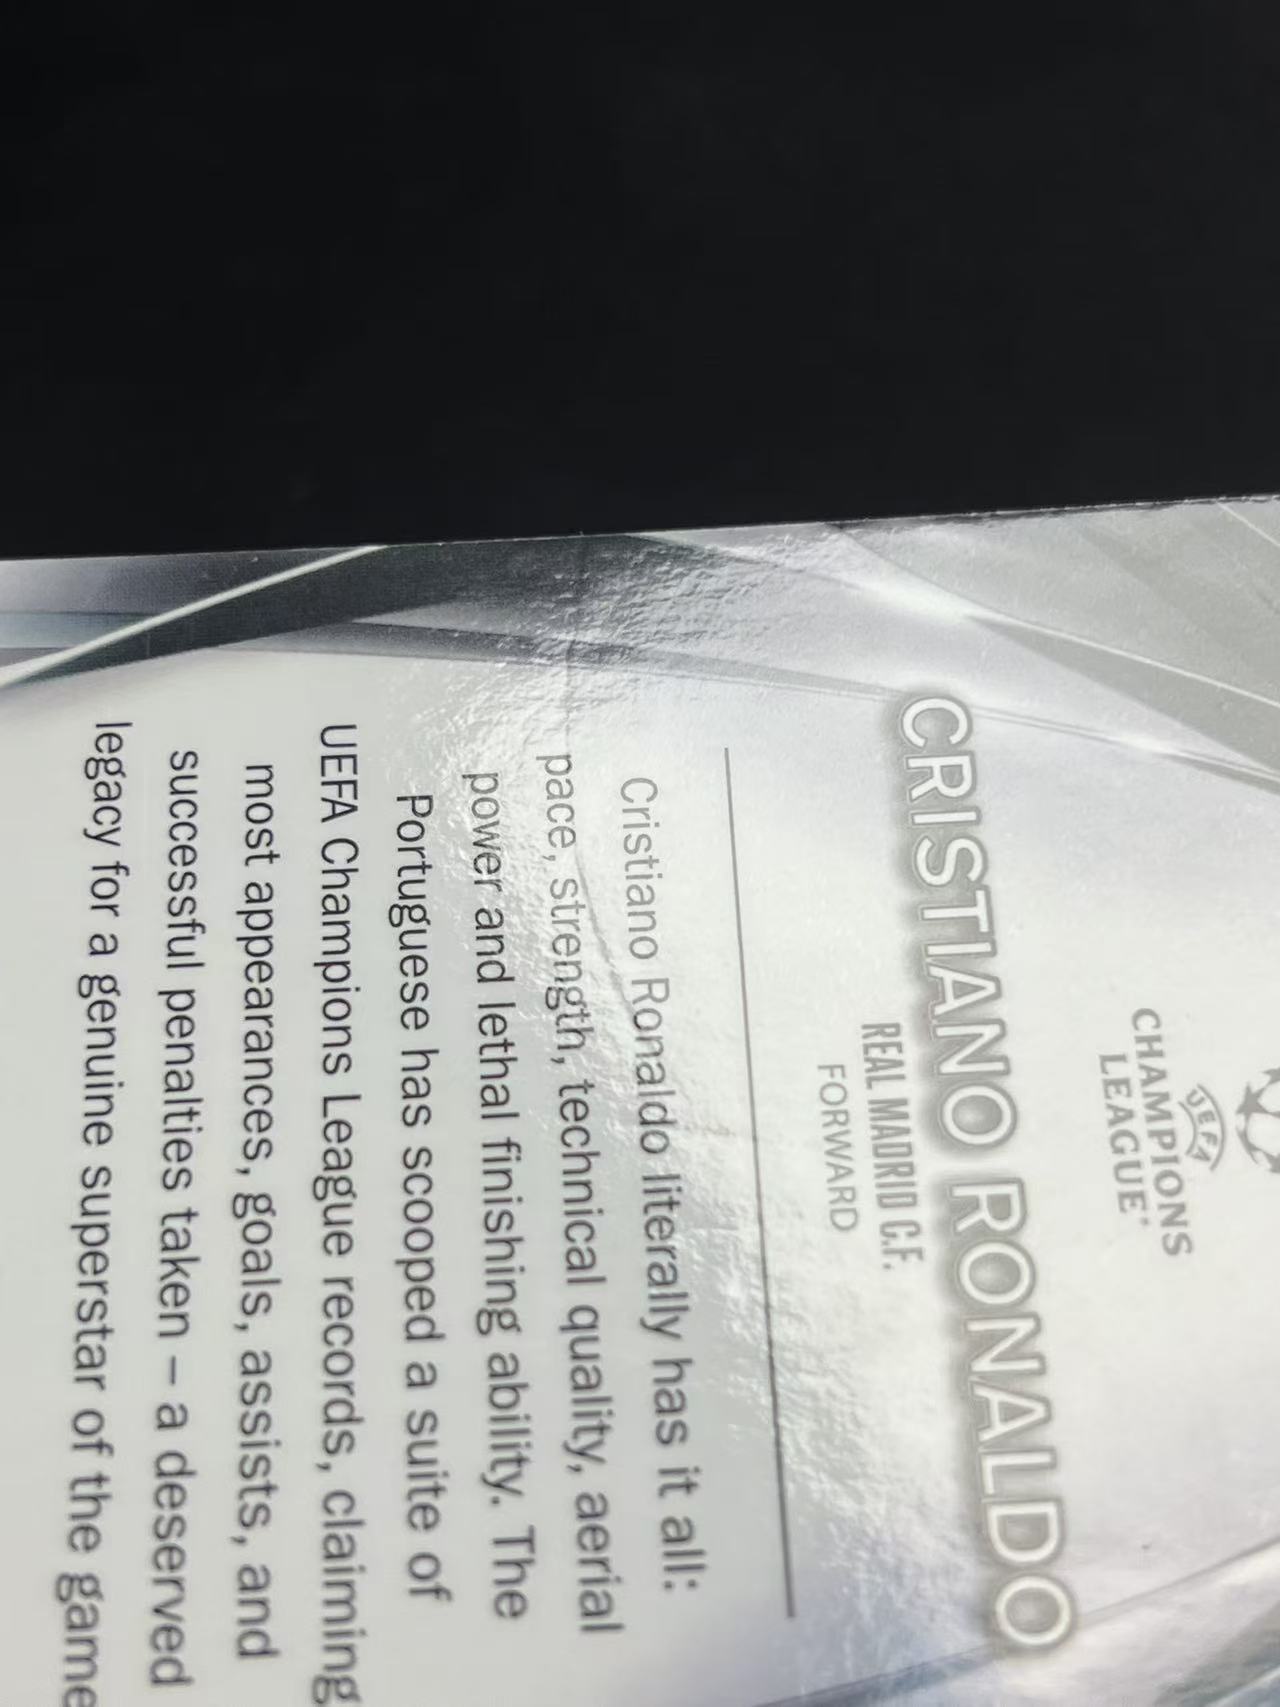 UEFA
CHAMPIONS
LEAGUE®
CRISTIANO RONALDO
REAL MADRID C.F.
FORWARD
Cristiano Ronaldo literally has it all:
pace, strength, technical quality, aerial
power and lethal finishing ability. The
Portuguese has scooped a suite of
UEFA Champions League records, claiming
most appearances, goals, assists, and
successful penalties taken – a deserved
legacy for a genuine superstar of the game